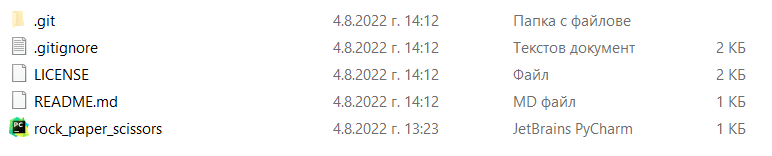 .git 4.8.2022 г. 14:12 Папка с файлове
.gitignore 4.8.2022 г. 14:12 Текстов документ 2 КБ
LICENSE 4.8.2022 г. 14:12 Файл 2 КБ
README.md 4.8.2022 г. 14:12 MD файл 1 КБ
PC rock_paper_scissors 4.8.2022 г. 13:23 JetBrains PyCharm 1 КБ